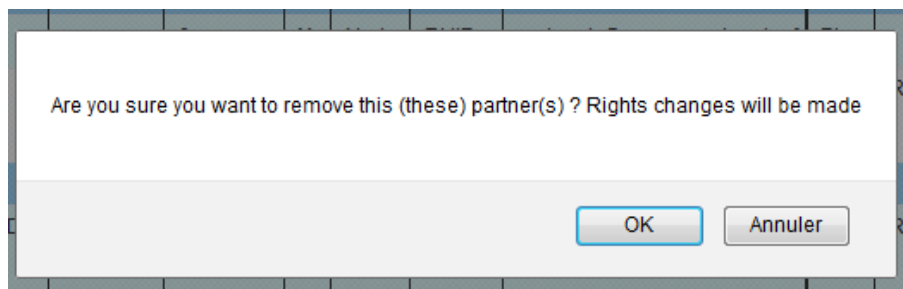 Are you sure you want to remove this (these) partner(s) ? Rights changes will be made
OK
Annuler